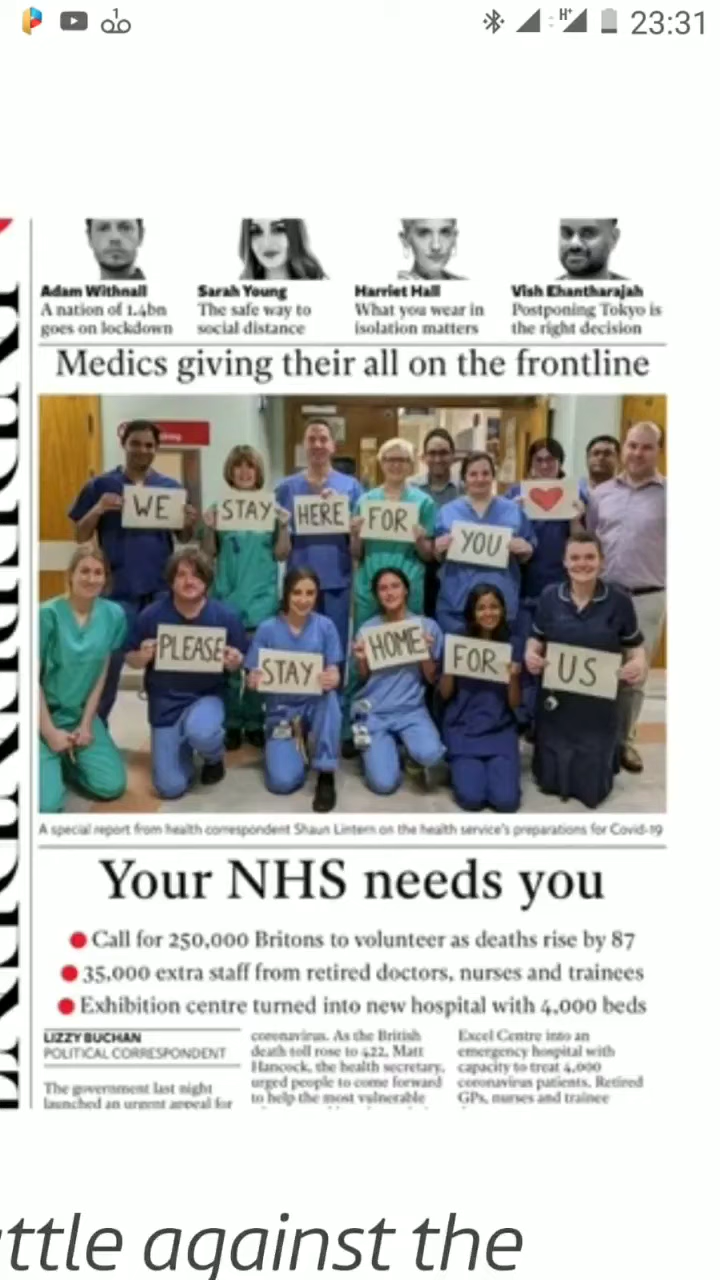 1
H+
23:31
Adam Withnall
A nation of 1.4bn
goes on lockdown
Sarah Young
The safe way to
social distance
Harriet Hall
What you wear in
isolation matters
Vish Ehantharajah
Postponing Tokyo is
the right decision
Medics giving their all on the frontline
WE STAY HERE FOR YOU
PLEASE STAY HOME FOR US
A special report from health correspondent Shaun Lintern on the health service's preparations for Covid-19
Your NHS needs you
Call for 250,000 Britons to volunteer as deaths rise by 87
35,000 extra staff from retired doctors, nurses and trainees
Exhibition centre turned into new hospital with 4,000 beds
LIZZY BUCHAN
POLITICAL CORRESPONDENT
The government last night
launched an urgent appeal for
coronavirus. As the British
death toll rose to 422, Matt
Hancock, the health secretary,
urged people to come forward
to help the most vulnerable
Excel Centre into an
emergency hospital with
capacity to treat 4,000
coronavirus patients. Retired
GPs, nurses and trainee
ttle against the